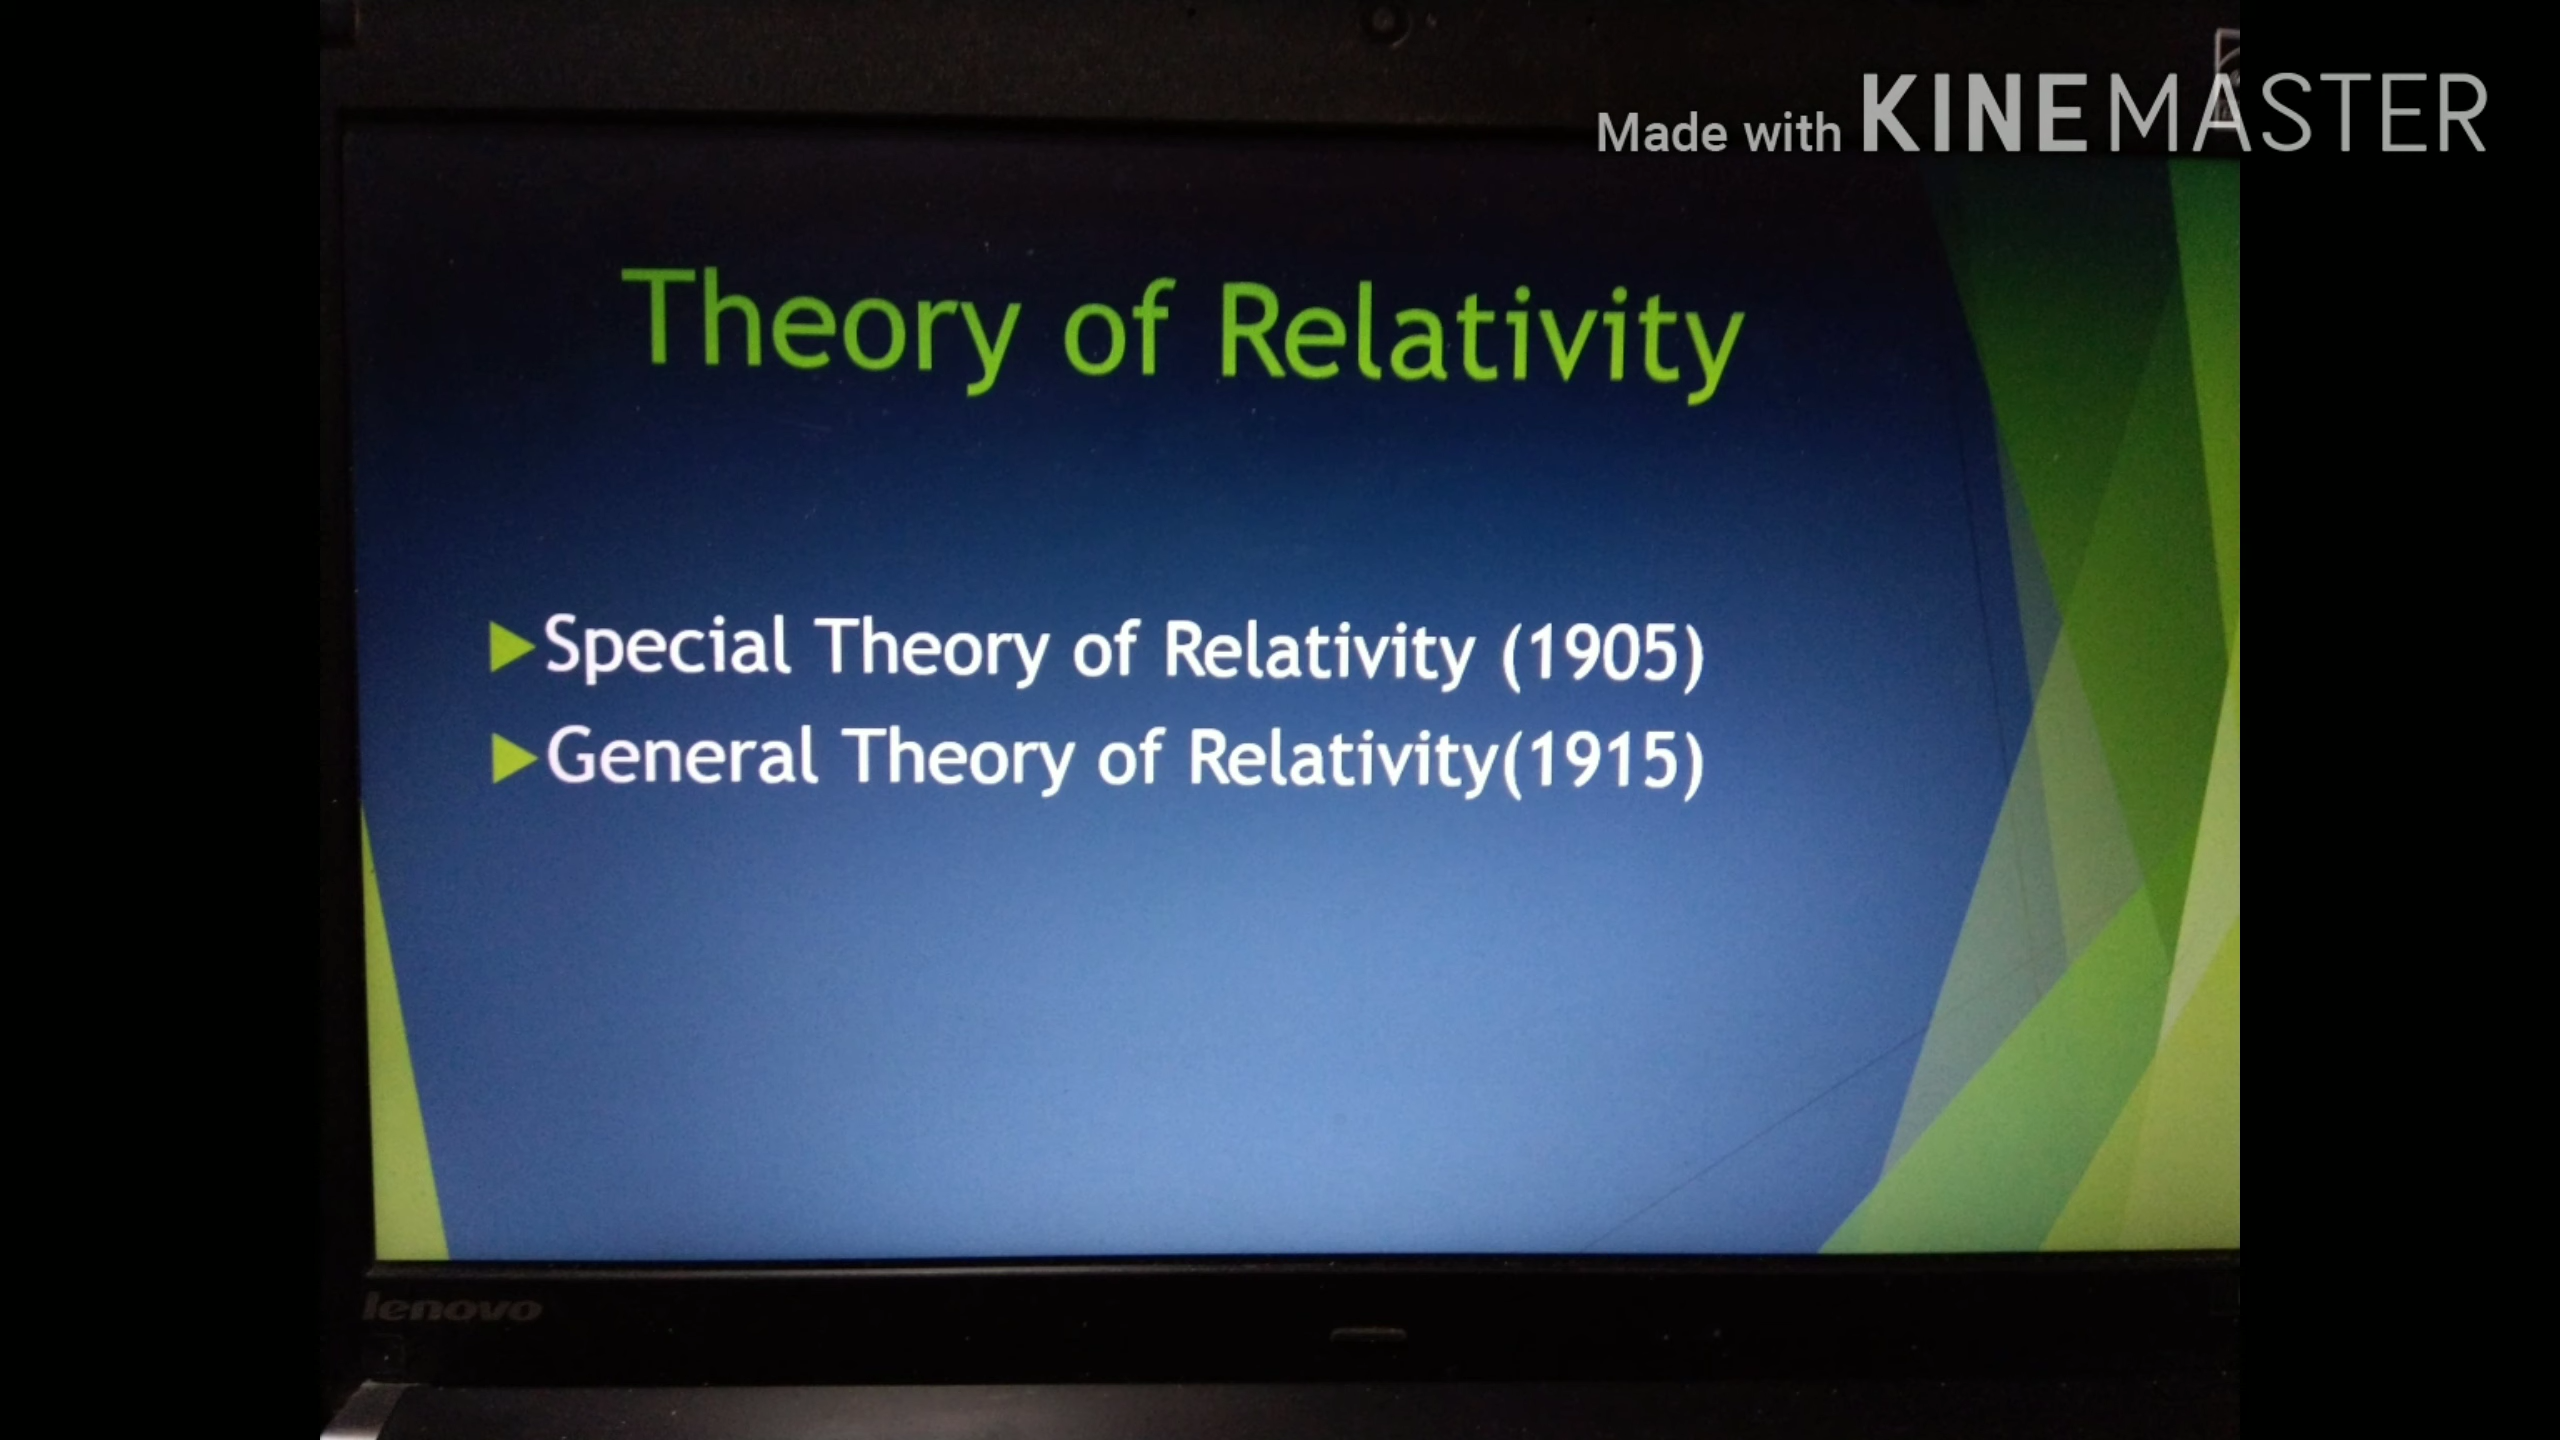 Made with KINEMASTER
Theory of Relativity
Special Theory of Relativity (1905)
General Theory of Relativity(1915)
lenovo